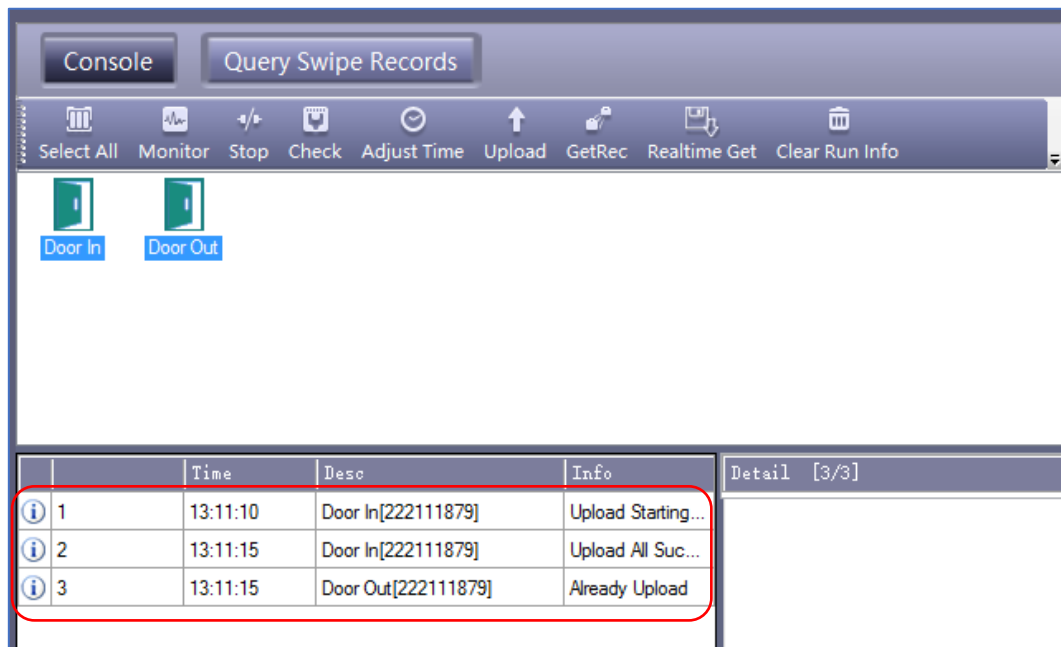 Console Query Swipe Records
Select All Monitor Stop Check Adjust Time Upload GetRec Realtime Get Clear Run Info
Door In Door Out
Time Desc Info Detail [3/3]
1 13:11:10 Door In[222111879] Upload Starting...
2 13:11:15 Door In[222111879] Upload All Suc...
3 13:11:15 Door Out[222111879] Already Upload